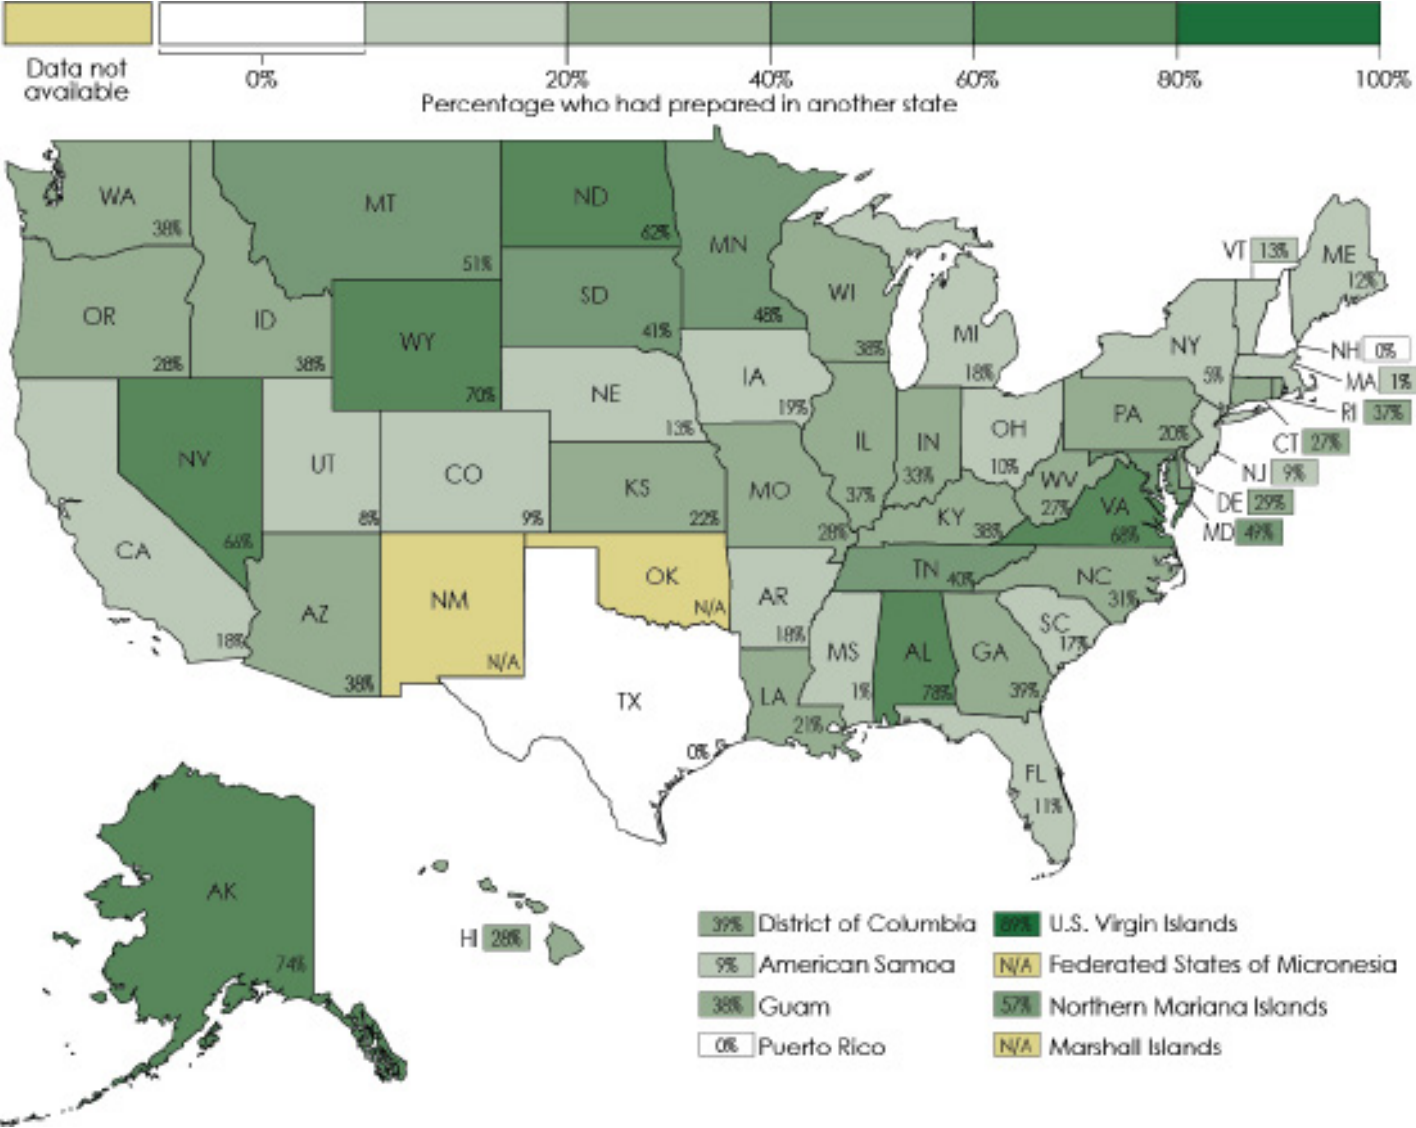 Data not
available
0%
20%
40%
60%
80%
100%
Percentage who had prepared in another state
WA
38%
MT
51%
ND
62%
MN
48%
OR
28%
ID
38%
WY
70%
SD
41%
WI
38%
MI
18%
VT 13%
ME
12%
NY
5%
NH 0%
MA 1%
RI 37%
CT 27%
NJ 9%
DE 29%
MD 49%
NV
66%
UT
8%
CO
9%
NE
13%
IA
19%
IL
37%
IN
33%
OH
10%
PA
20%
WV
27%
VA
68%
CA
18%
AZ
38%
NM
N/A
KS
22%
OK
N/A
MO
28%
KY
38%
TN 40%
NC
31%
SC
17%
AR
18%
MS
1%
AL
78%
GA
39%
TX
0%
LA
21%
FL
11%
AK
74%
HI 28%
39% District of Columbia
9% American Samoa
38% Guam
0% Puerto Rico
89% U.S. Virgin Islands
N/A Federated States of Micronesia
57% Northern Mariana Islands
N/A Marshall Islands